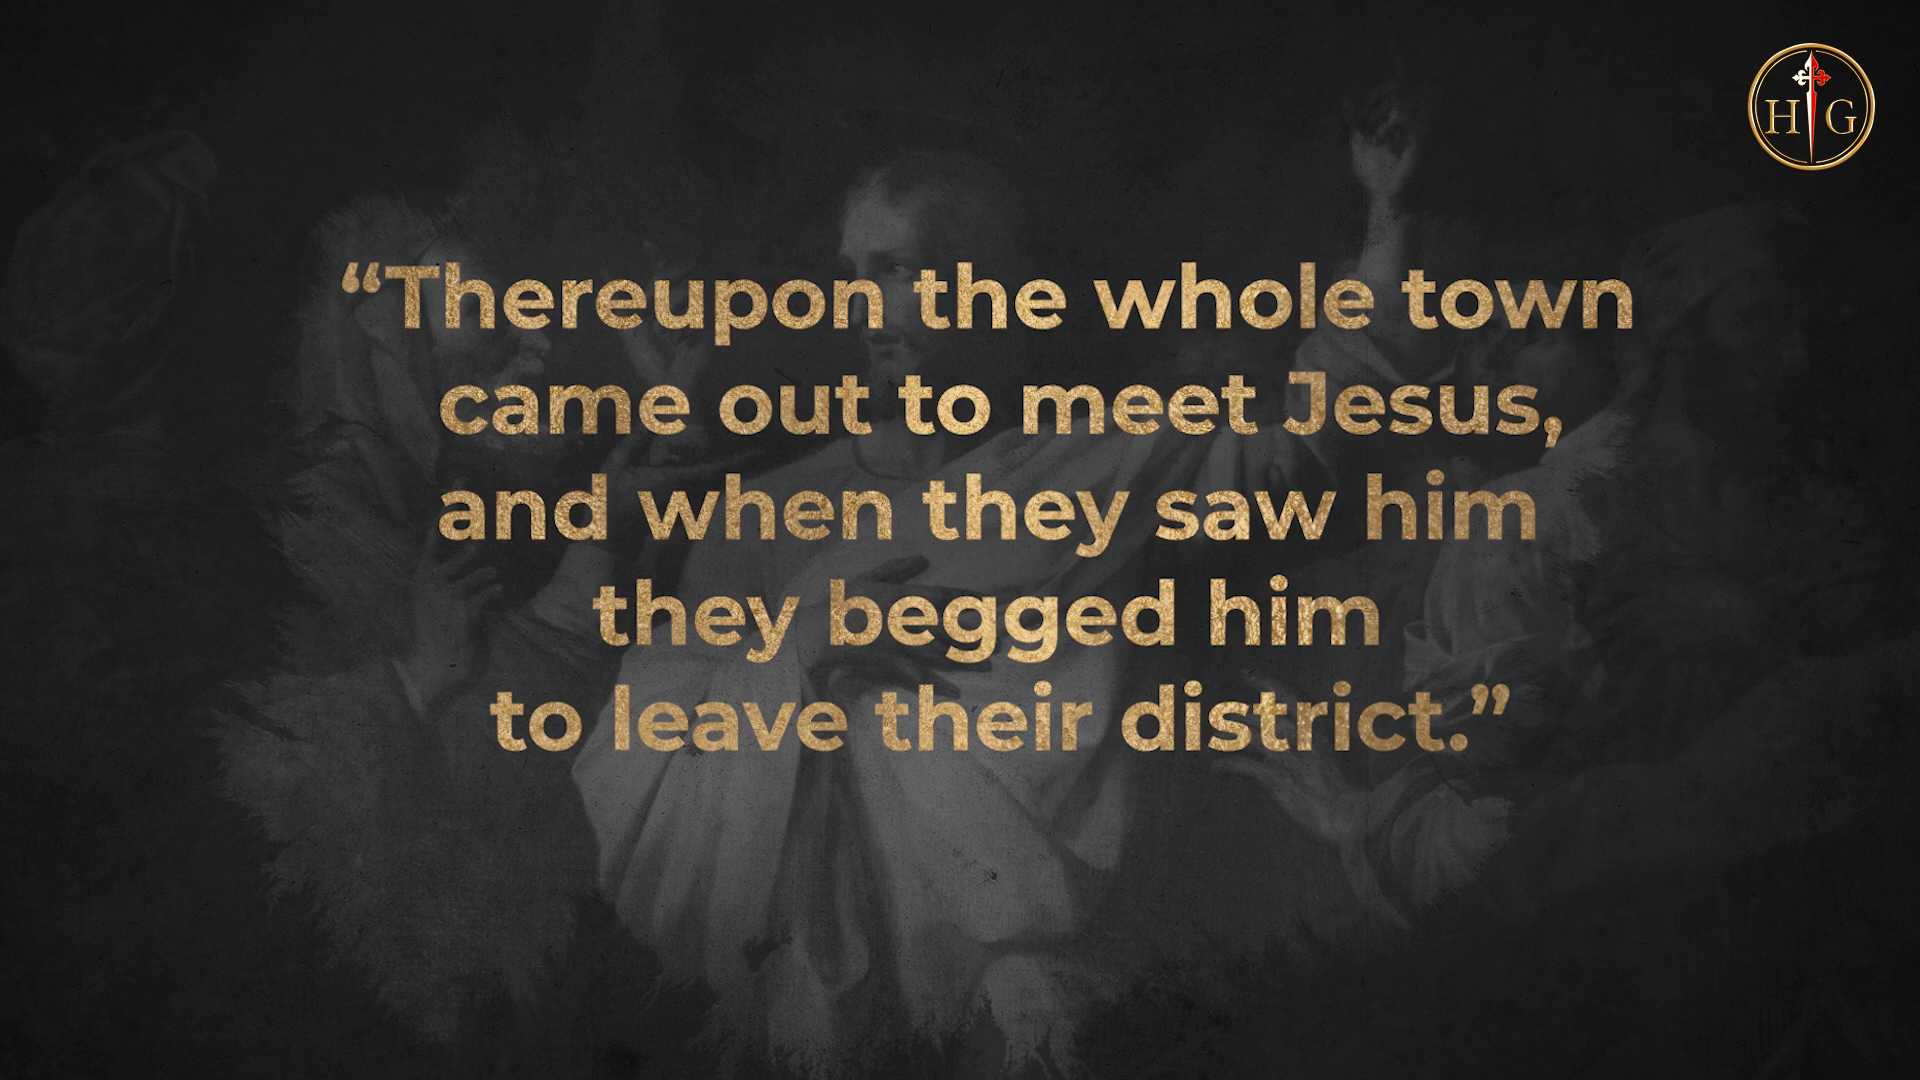 “Thereupon the whole town
came out to meet Jesus,
and when they saw him
they begged him
to leave their district.”
H G